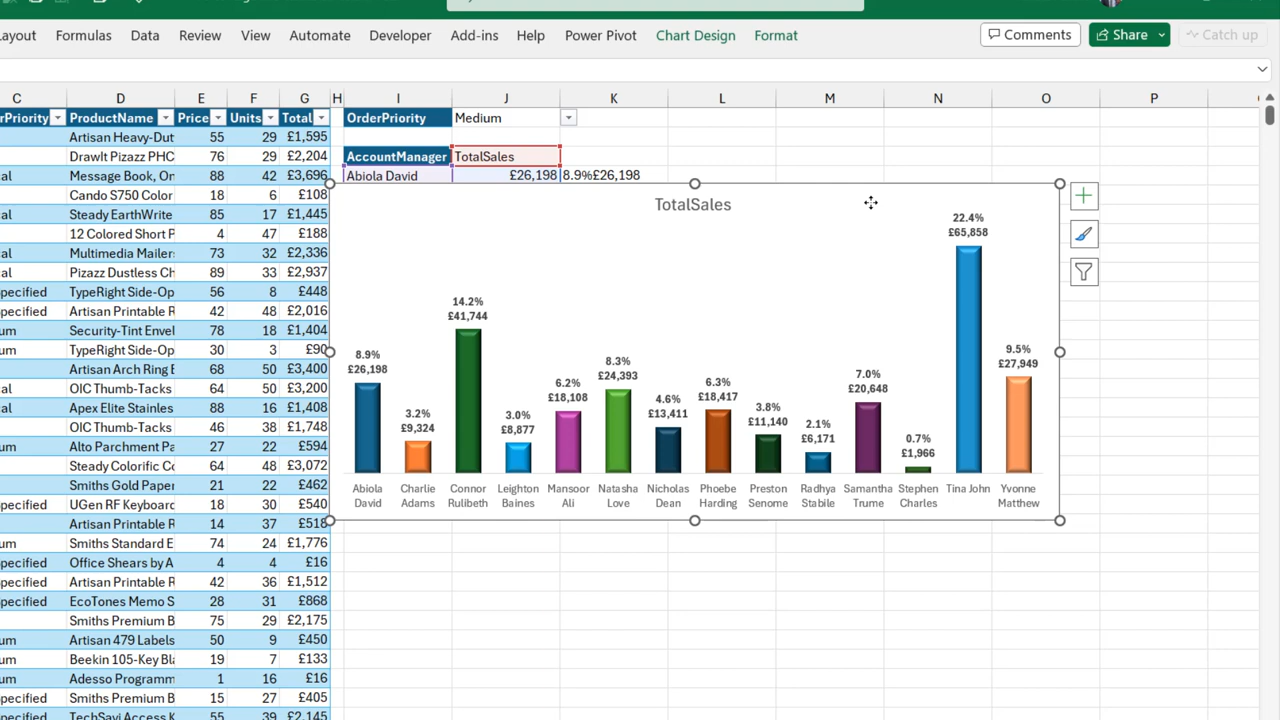 ayout Formulas Data Review View Automate Developer Add-ins Help Power Pivot Chart Design Format Comments Share Catch up
C D E F G H I J K L M N O P
rPriority ProductName Price Units Total OrderPriority Medium
Artisan Heavy-Dut 55 29 £1,595
DrawIt Pizazz PHC 76 29 £2,204 AccountManager TotalSales
al Message Book, On 88 42 £3,696 Abiola David £26,198 8.9%£26,198
Cando S750 Color 18 6 £108
al Steady EarthWrite 85 17 £1,445
12 Colored Short P 4 47 £188
al Multimedia Mailer 73 32 £2,336
Pizazz Dustless Ch 89 33 £2,937
pecified TypeRight Side-Op 56 8 £448
pecified Artisan Printable R 42 48 £2,016
um Security-Tint Envel 78 18 £1,404
um TypeRight Side-Op 30 3 £90
Artisan Arch Ring E 68 50 £3,400
al OIC Thumb-Tacks 64 50 £3,200
al Apex Elite Stainles 88 16 £1,408
OIC Thumb-Tacks 46 38 £1,748
um Alto Parchment Pa 27 22 £594
Steady Colorific Co 64 48 £3,072
Smiths Gold Paper 21 22 £462
UGen RF Keyboard 18 30 £540
Artisan Printable R 14 37 £518
um Smiths Standard E 74 24 £1,776
pecified Office Shears by A 4 4 £16
pecified Artisan Printable R 42 36 £1,512
pecified EcoTones Memo S 28 31 £868
Smiths Premium B 75 29 £2,175
um Artisan 479 Labels 50 9 £450
um Beekin 105-Key Bla 19 7 £133
um Adesso Programm 1 16 £16
pecified Smiths Premium B 15 27 £405
TechSavi Access K 55 39 £2,145
TotalSales
8.9% 3.2% 14.2% 3.0% 6.2% 8.3% 4.6% 6.3% 3.8% 2.1% 7.0% 0.7% 22.4% 9.5%
£26,198 £9,324 £41,744 £8,877 £18,108 £24,393 £13,411 £18,417 £11,140 £6,171 £20,648 £1,966 £65,858 £27,949
Abiola Charlie Connor Leighton Mansoor Natasha Nicholas Phoebe Preston Radhya Samantha Stephen Tina John Yvonne
David Adams Rulibeth Baines Ali Love Dean Harding Senome Stabile Trume Charles Matthew